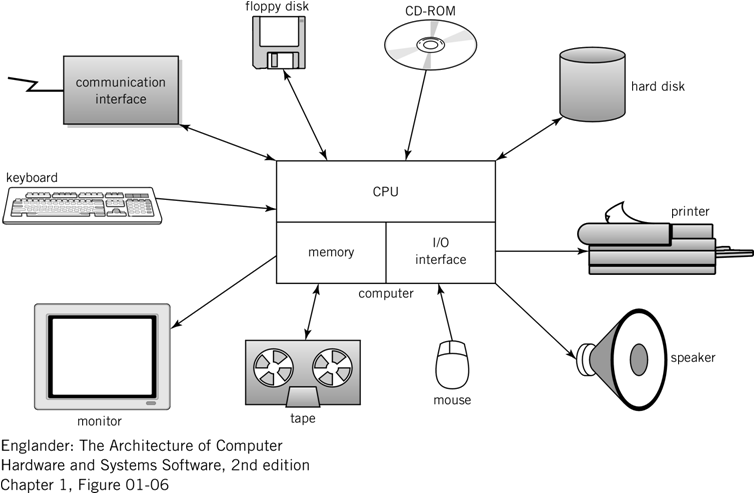 floppy disk
CD-ROM
communication
interface
hard disk
keyboard
CPU
printer
memory
I/O
interface
computer
speaker
mouse
monitor
tape
Englander: The Architecture of Computer
Hardware and Systems Software, 2nd edition
Chapter 1, Figure 01-06